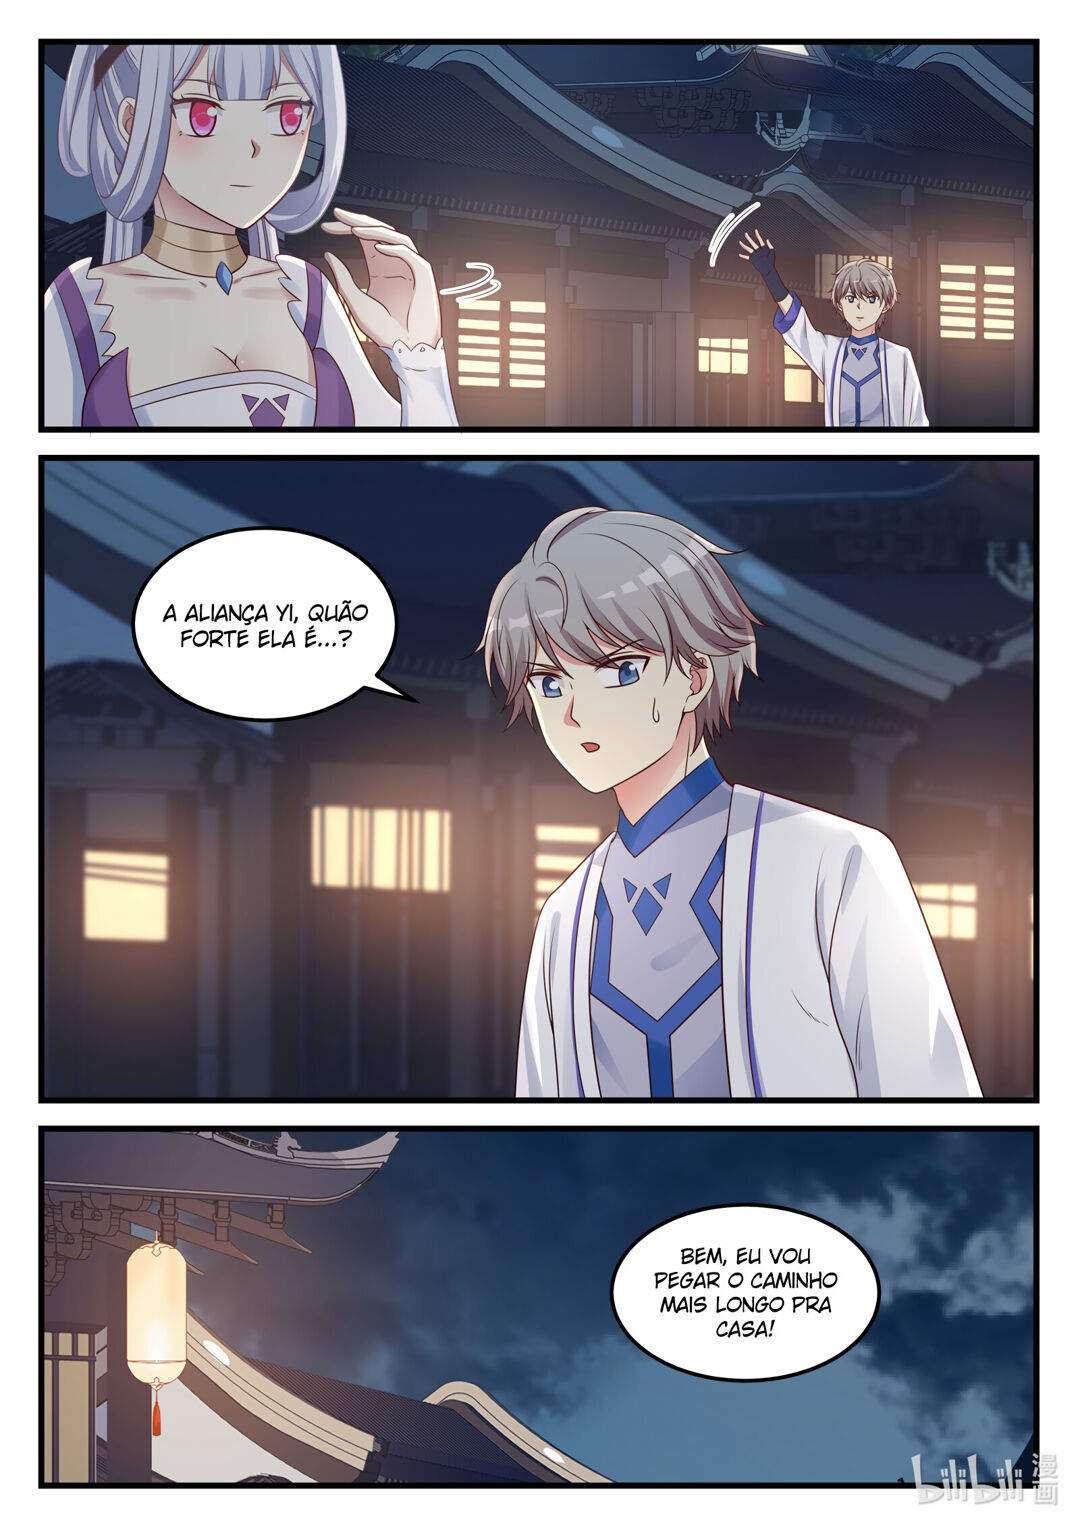 A ALIANÇA YI, QUÃO
FORTE ELA É...?
BEM, EU VOU
PEGAR O CAMINHO
MAIS LONGO PRA
CASA!
bilibili
漫画